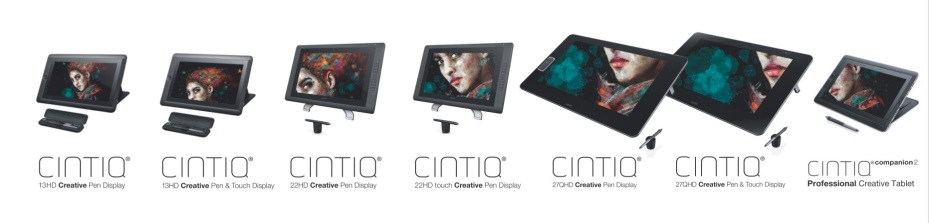 CINTIQ®
13HD Creative Pen Display
CINTIQ®
13HD Creative Pen & Touch Display
CINTIQ®
22HD Creative Pen Display
CINTIQ®
22HD touch Creative Pen Display
CINTIQ®
27QHD Creative Pen Display
CINTIQ®
27QHD Creative Pen & Touch Display
CINTIQ® companion 2
Professional Creative Tablet